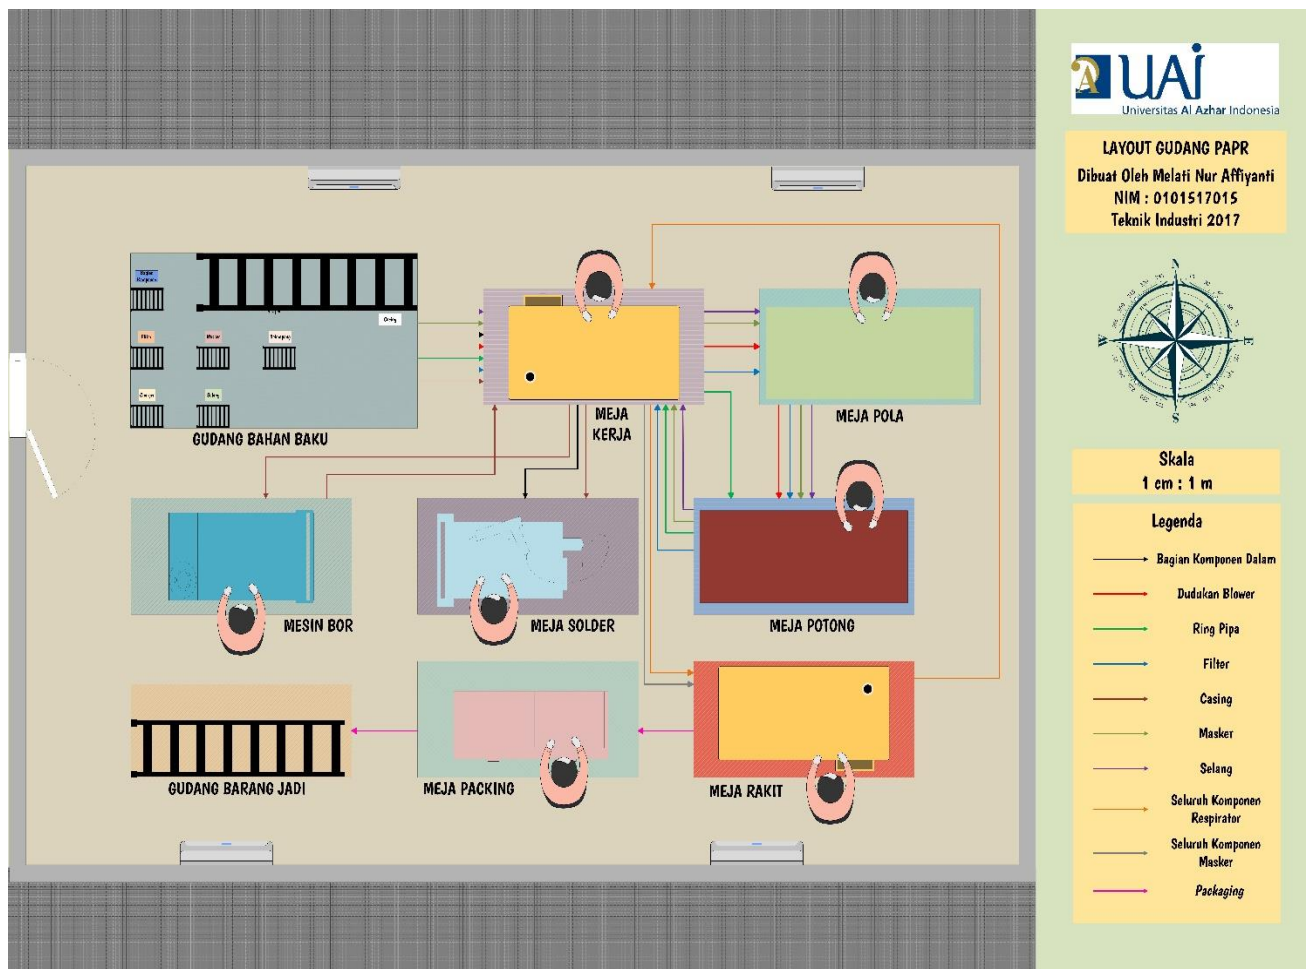 UAI
Universitas Al Azhar Indonesia
LAYOUT GUDANG PAPR
Dibuat Oleh Melati Nur Affiyanti
NIM : 0101517015
Teknik Industri 2017
N
W
E
S
Skala
1 cm : 1 m
Legenda
Bagian Komponen Dalam
Dudukan Blower
Ring Pipa
Filter
Casing
Masker
Selang
Seluruh Komponen
Respirator
Seluruh Komponen
Masker
Packaging
GUDANG BAHAN BAKU
MEJA
KERJA
MEJA POLA
MESIN BOR
MEJA SOLDER
MEJA POTONG
GUDANG BARANG JADI
MEJA PACKING
MEJA RAKIT